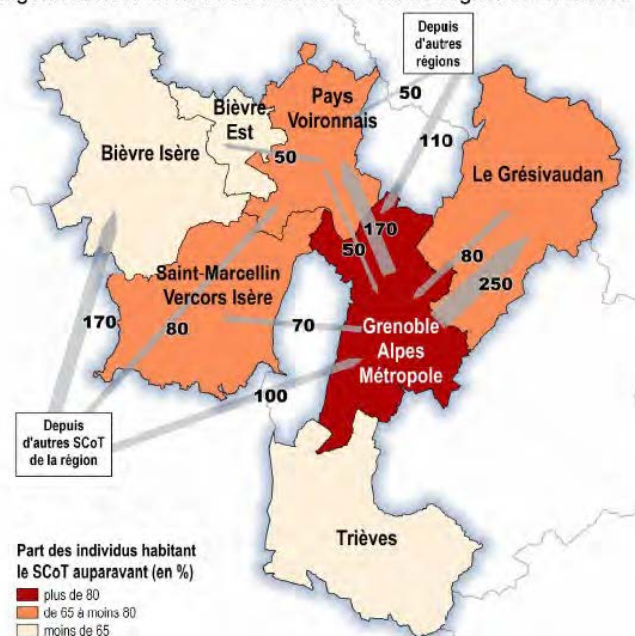 Depuis
d'autres
régions
50
Pays
Voironnais
Bièvre
Est
Bièvre Isère
110
50
Le Grésivaudan
170
50
80
250
Saint-Marcellin
Vercors Isère
170
80
70
Grenoble
Alpes
Métropole
100
Depuis
d'autres SCoT
de la région
Trièves
Part des individus habitant
le SCoT auparavant (en %)
plus de 80
de 65 à moins 80
moins de 65